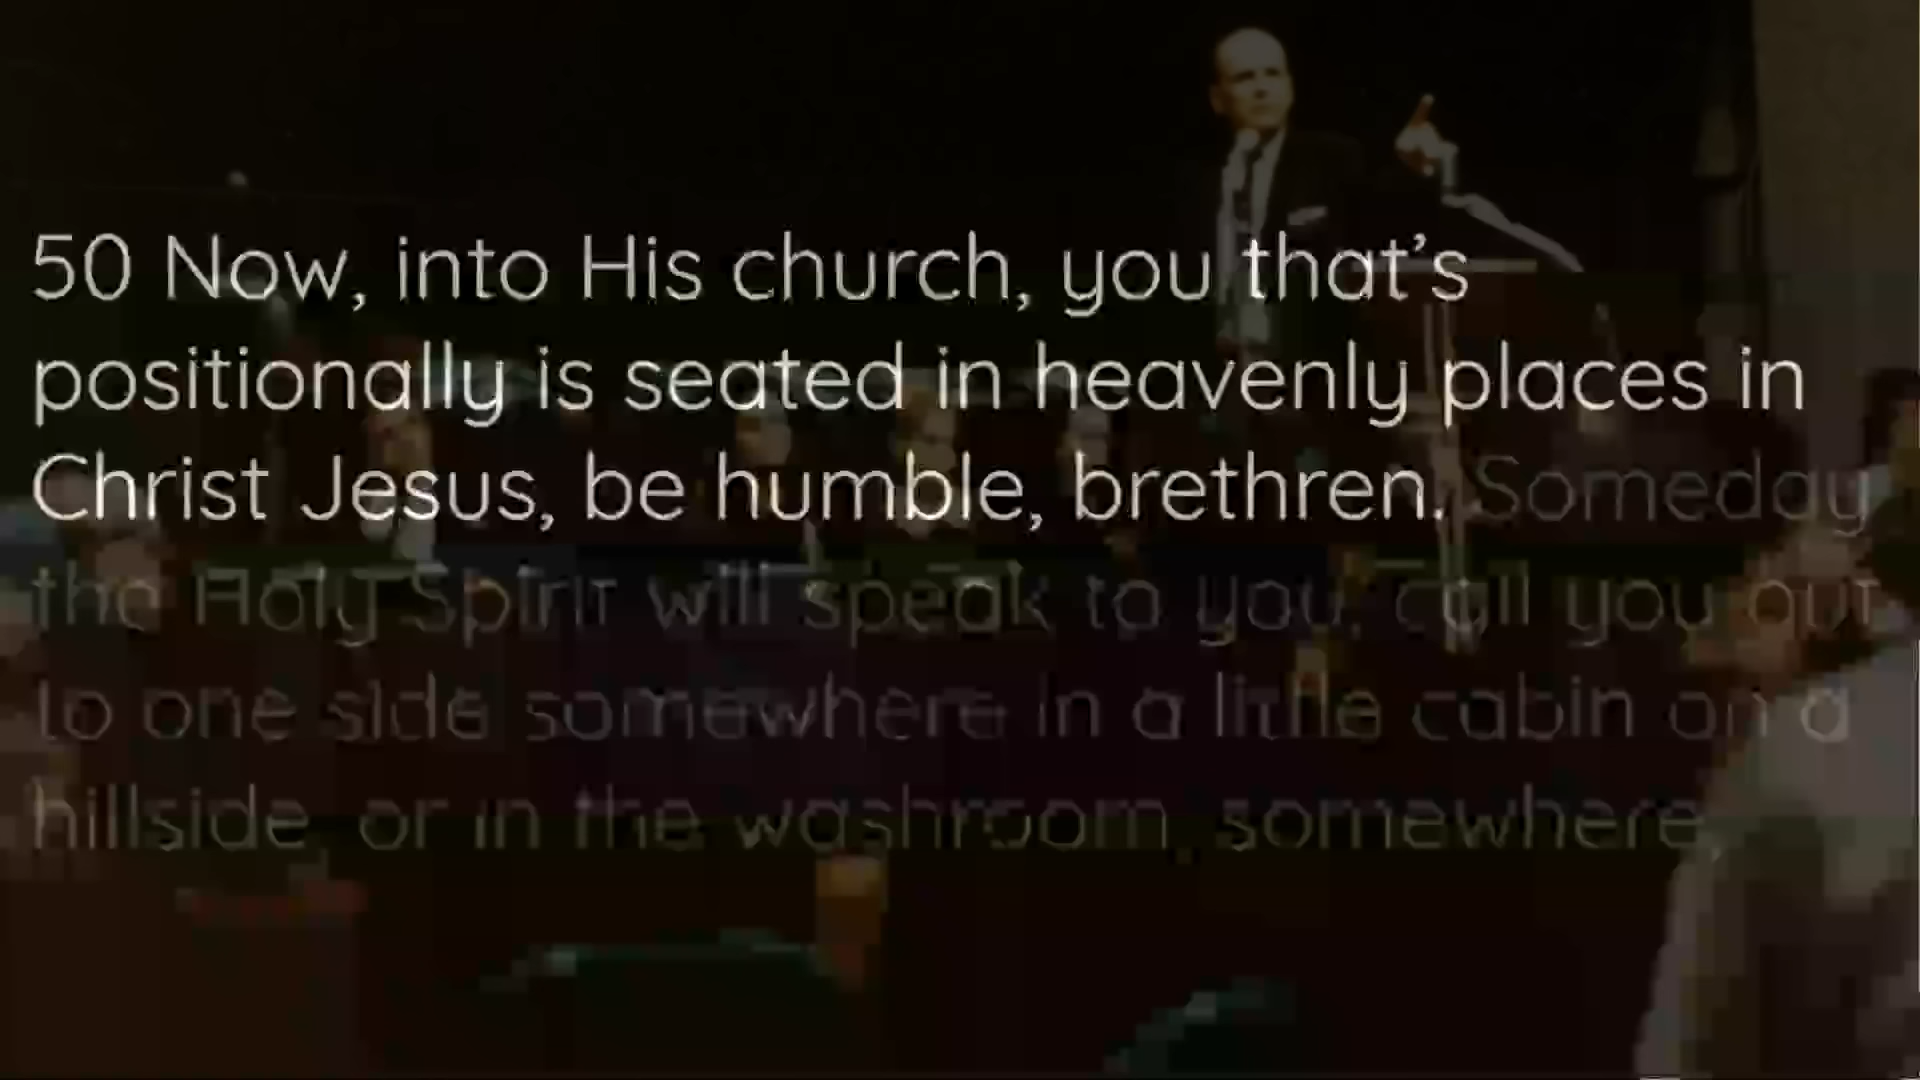 50 Now, into His church, you that’s
positionally is seated in heavenly places in
Christ Jesus, be humble, brethren. Someday
the Holy Spirit will speak to you, call you out
to one side somewhere in a little cabin on a
hillside, or in the washroom, somewhere,